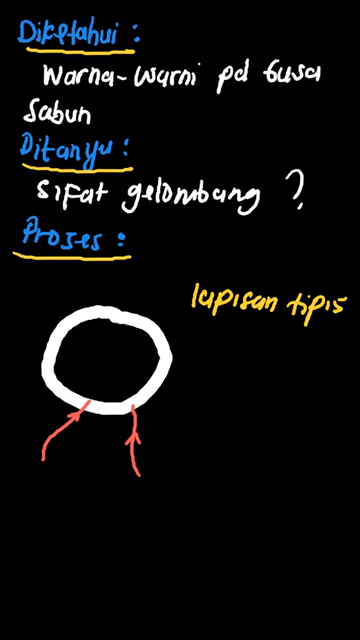 Diketahui :
Warna-Warni pd busa
Sabun
Ditanya :
Sifat gelombang ?
Proses :
lapisan tipis